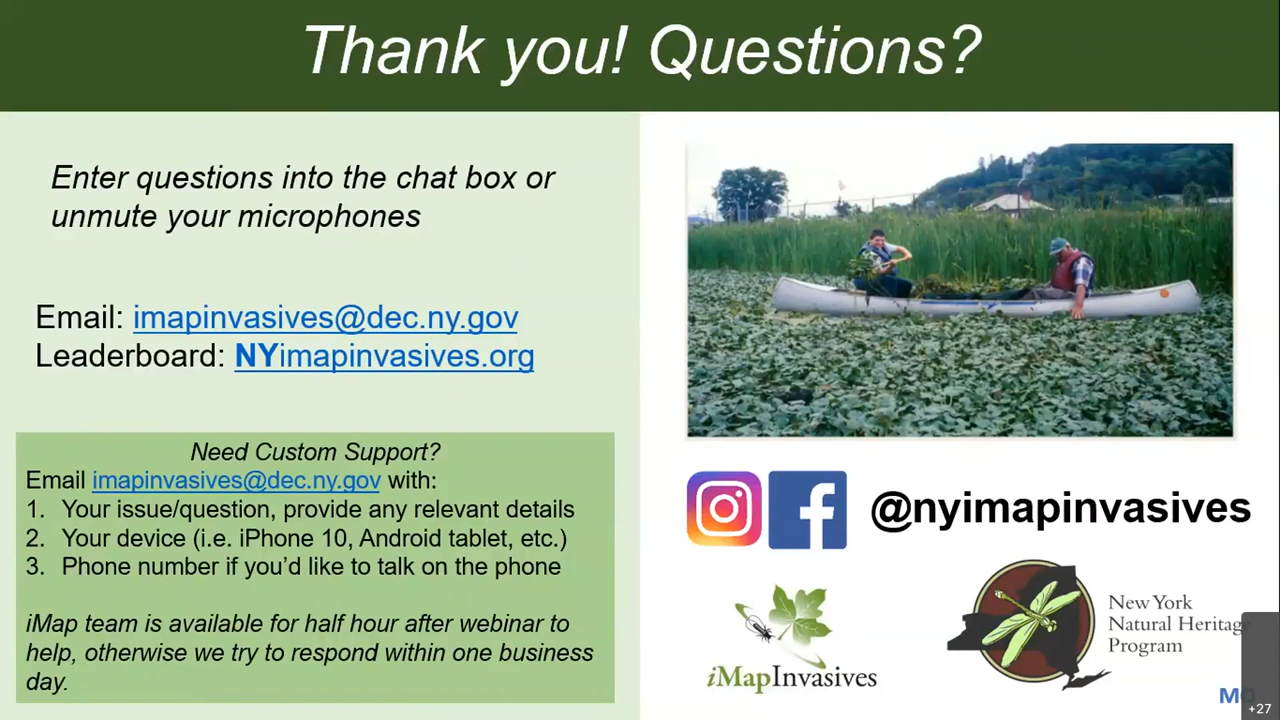 Thank you! Questions?
Enter questions into the chat box or
unmute your microphones
Email: imapinvasives@dec.ny.gov
Leaderboard: NYimapinvasives.org
Need Custom Support?
Email imapinvasives@dec.ny.gov with:
1. Your issue/question, provide any relevant details
2. Your device (i.e. iPhone 10, Android tablet, etc.)
3. Phone number if you'd like to talk on the phone
iMap team is available for half hour after webinar to
help, otherwise we try to respond within one business
day.
@nyimapinvasives
iMapInvasives
New York
Natural Heritage
Program
+27